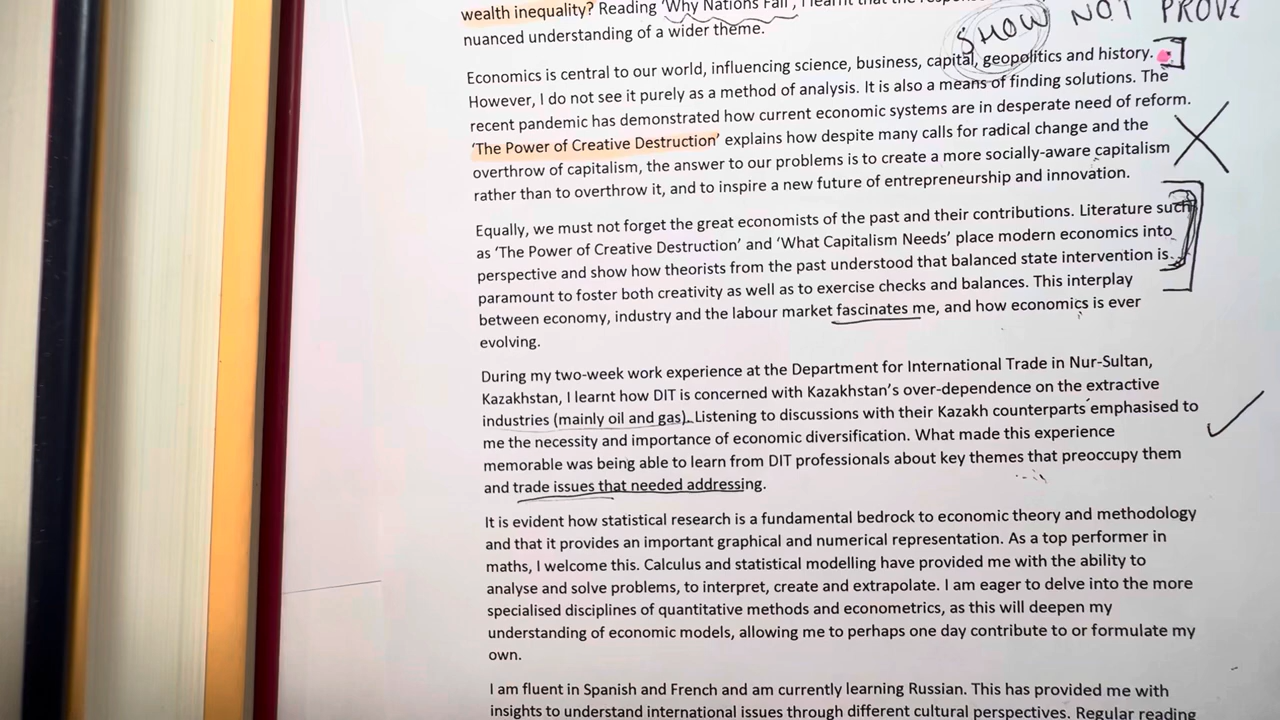 SHOW NOT PROVE
wealth inequality? Reading 'Why Nations Fail', I learnt that the
nuanced understanding of a wider theme.
Economics is central to our world, influencing science, business, capital, geopolitics and history.
However, I do not see it purely as a method of analysis. It is also a means of finding solutions. The
recent pandemic has demonstrated how current economic systems are in desperate need of reform.
'The Power of Creative Destruction' explains how despite many calls for radical change and the
overthrow of capitalism, the answer to our problems is to create a more socially-aware capitalism
rather than to overthrow it, and to inspire a new future of entrepreneurship and innovation.
Equally, we must not forget the great economists of the past and their contributions. Literature such
as 'The Power of Creative Destruction' and 'What Capitalism Needs' place modern economics into
perspective and show how theorists from the past understood that balanced state intervention is
paramount to foster both creativity as well as to exercise checks and balances. This interplay
between economy, industry and the labour market fascinates me, and how economics is ever
evolving.
During my two-week work experience at the Department for International Trade in Nur-Sultan,
Kazakhstan, I learnt how DIT is concerned with Kazakhstan's over-dependence on the extractive
industries (mainly oil and gas). Listening to discussions with their Kazakh counterparts emphasised to
me the necessity and importance of economic diversification. What made this experience
memorable was being able to learn from DIT professionals about key themes that preoccupy them
and trade issues that needed addressing.
It is evident how statistical research is a fundamental bedrock to economic theory and methodology
and that it provides an important graphical and numerical representation. As a top performer in
maths, I welcome this. Calculus and statistical modelling have provided me with the ability to
analyse and solve problems, to interpret, create and extrapolate. I am eager to delve into the more
specialised disciplines of quantitative methods and econometrics, as this will deepen my
understanding of economic models, allowing me to perhaps one day contribute to or formulate my
own.
I am fluent in Spanish and French and am currently learning Russian. This has provided me with
insights to understand international issues through different cultural perspectives. Regular reading